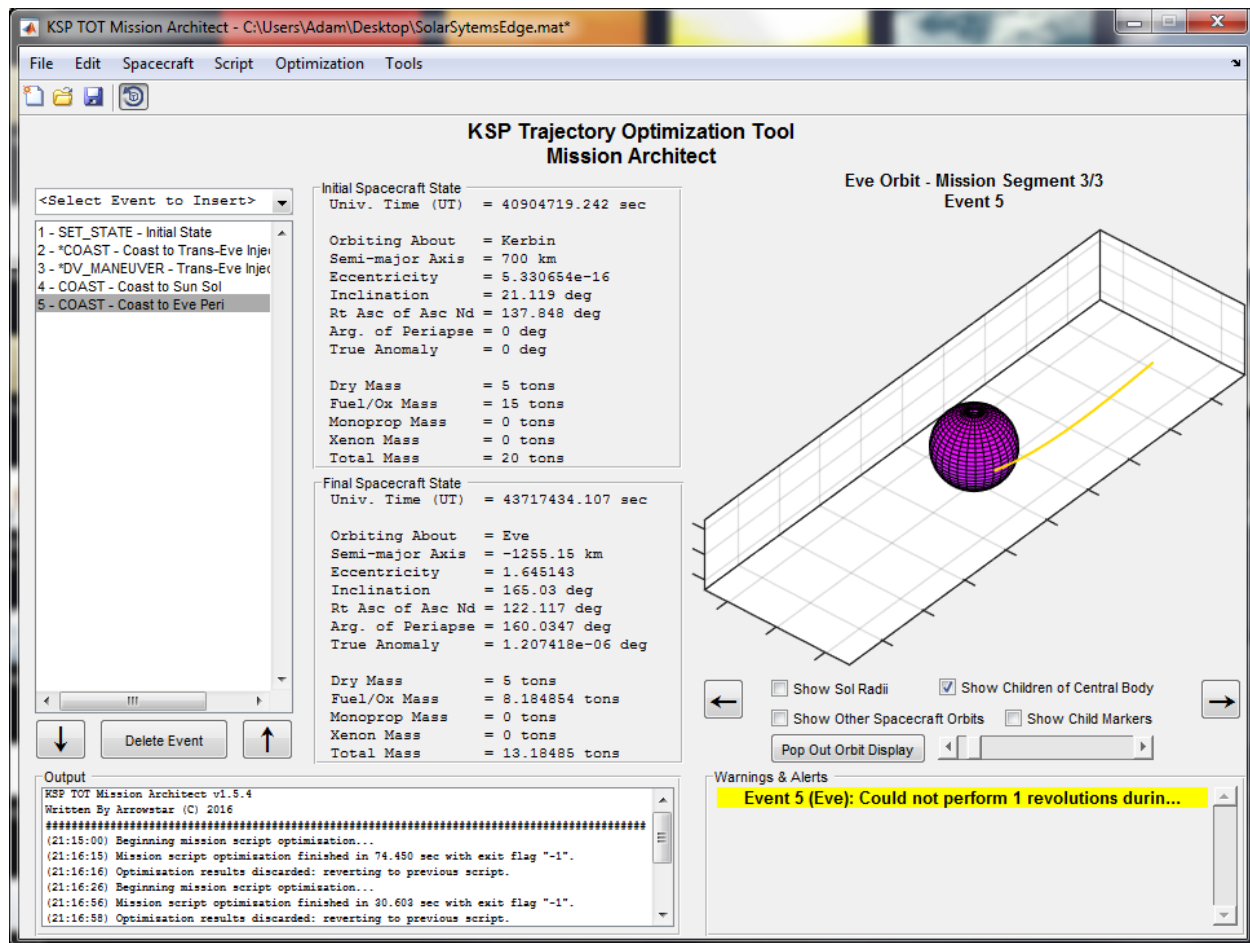 KSP TOT Mission Architect - C:\Users\Adam\Desktop\SolarSytemsEdge.mat*
File Edit Spacecraft Script Optimization Tools
KSP Trajectory Optimization Tool
Mission Architect
<Select Event to Insert>
1 - SET_STATE - Initial State
2 - *COAST - Coast to Trans-Eve Inje
3 - *DV_MANEUVER - Trans-Eve Injec
4 - COAST - Coast to Sun SoI
5 - COAST - Coast to Eve Peri
Delete Event
Initial Spacecraft State
Univ. Time (UT) = 40904719.242 sec
Orbiting About = Kerbin
Semi-major Axis = 700 km
Eccentricity = 5.330654e-16
Inclination = 21.119 deg
Rt Asc of Asc Nd = 137.848 deg
Arg. of Periapse = 0 deg
True Anomaly = 0 deg
Dry Mass = 5 tons
Fuel/Ox Mass = 15 tons
Monoprop Mass = 0 tons
Xenon Mass = 0 tons
Total Mass = 20 tons
Final Spacecraft State
Univ. Time (UT) = 43717434.107 sec
Orbiting About = Eve
Semi-major Axis = -1255.15 km
Eccentricity = 1.645143
Inclination = 165.03 deg
Rt Asc of Asc Nd = 122.117 deg
Arg. of Periapse = 160.0347 deg
True Anomaly = 1.207418e-06 deg
Dry Mass = 5 tons
Fuel/Ox Mass = 8.184854 tons
Monoprop Mass = 0 tons
Xenon Mass = 0 tons
Total Mass = 13.18485 tons
Eve Orbit - Mission Segment 3/3
Event 5
Show SoI Radii
Show Children of Central Body
Show Other Spacecraft Orbits
Show Child Markers
Pop Out Orbit Display
Output
KSP TOT Mission Architect v1.5.4
Written By Arrowstar (C) 2016
####################################################################################################
(21:15:00) Beginning mission script optimization...
(21:16:15) Mission script optimization finished in 74.450 sec with exit flag "-1".
(21:16:16) Optimization results discarded: reverting to previous script.
(21:16:26) Beginning mission script optimization...
(21:16:56) Mission script optimization finished in 30.603 sec with exit flag "-1".
(21:16:58) Optimization results discarded: reverting to previous script.
Warnings & Alerts
Event 5 (Eve): Could not perform 1 revolutions durin...